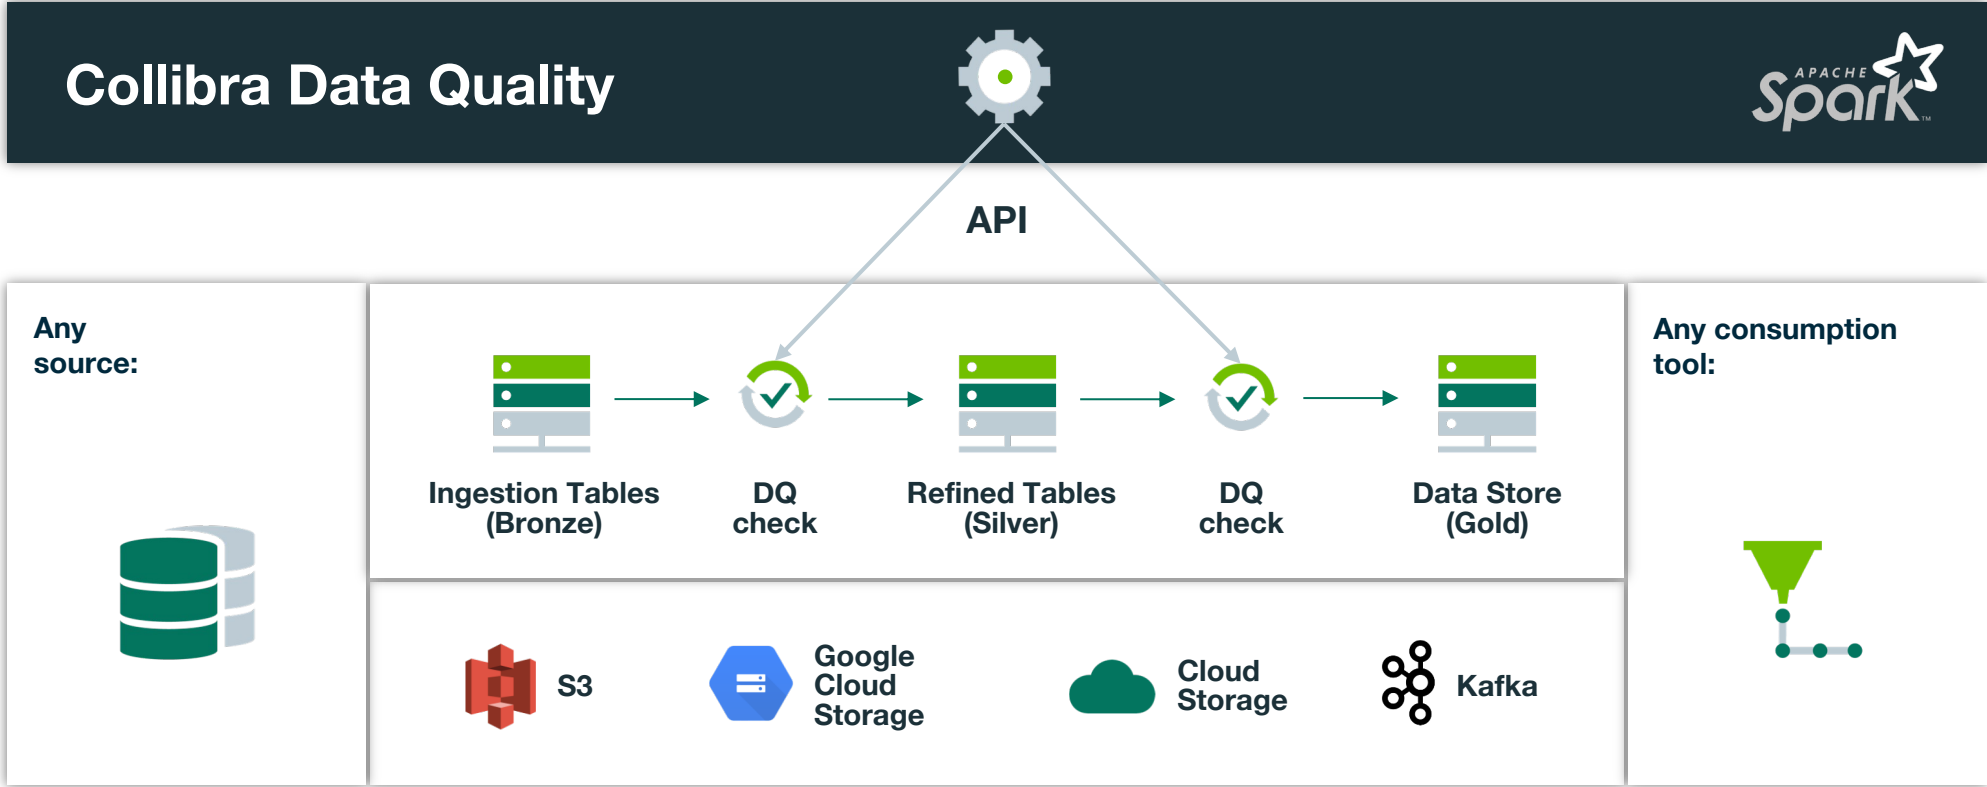 Collibra Data Quality
APACHE
Spark™
API
Any
source:
Ingestion Tables
(Bronze)
DQ
check
Refined Tables
(Silver)
DQ
check
Data Store
(Gold)
Any consumption
tool:
S3
Google
Cloud
Storage
Cloud
Storage
Kafka